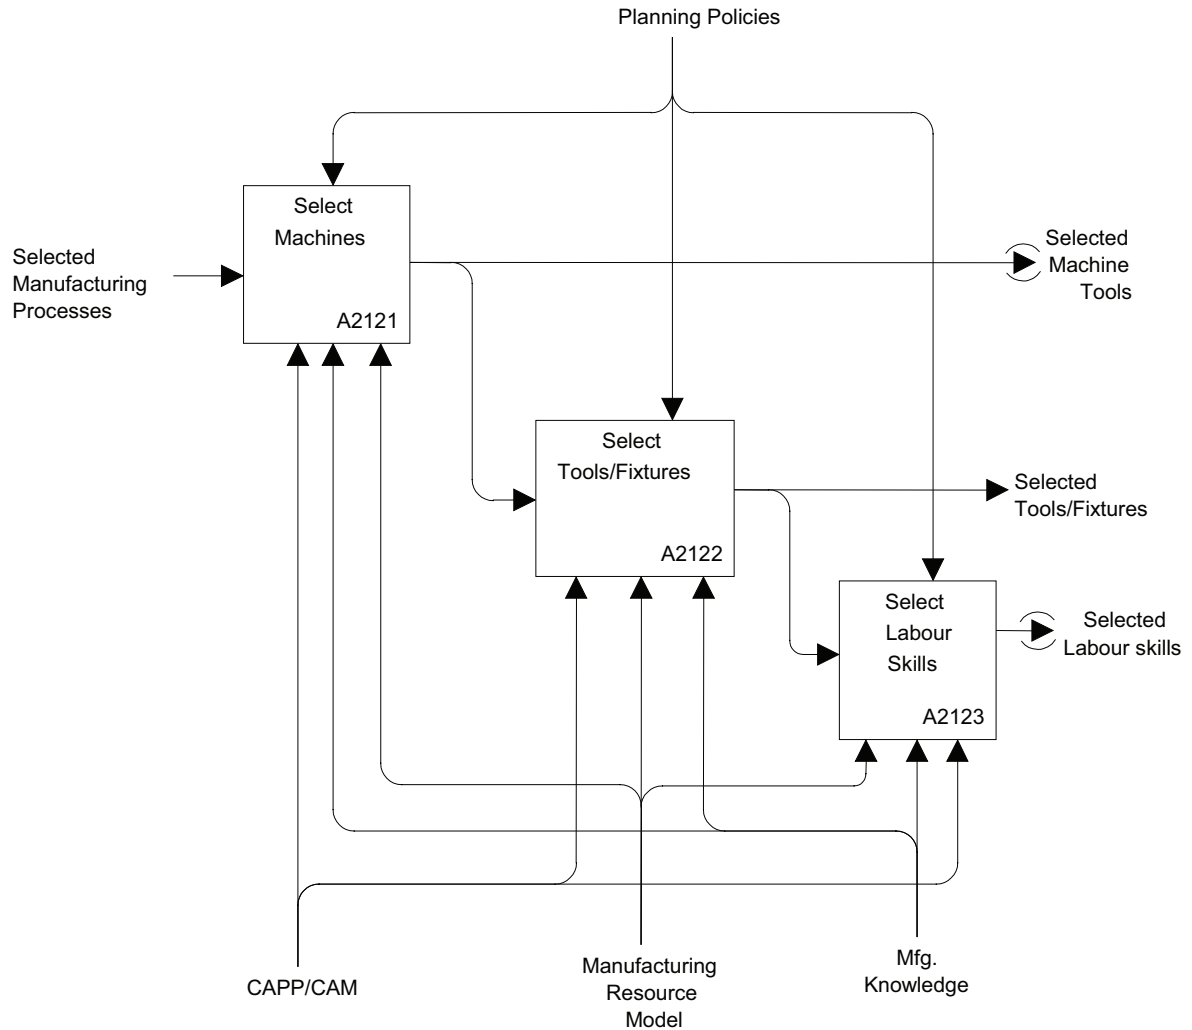 Planning Policies
Select
Machines
A2121
Selected
Manufacturing
Processes
Selected
Machine
Tools
Select
Tools/Fixtures
A2122
Selected
Tools/Fixtures
Select
Labour
Skills
A2123
Selected
Labour skills
CAPP/CAM
Manufacturing
Resource
Model
Mfg.
Knowledge